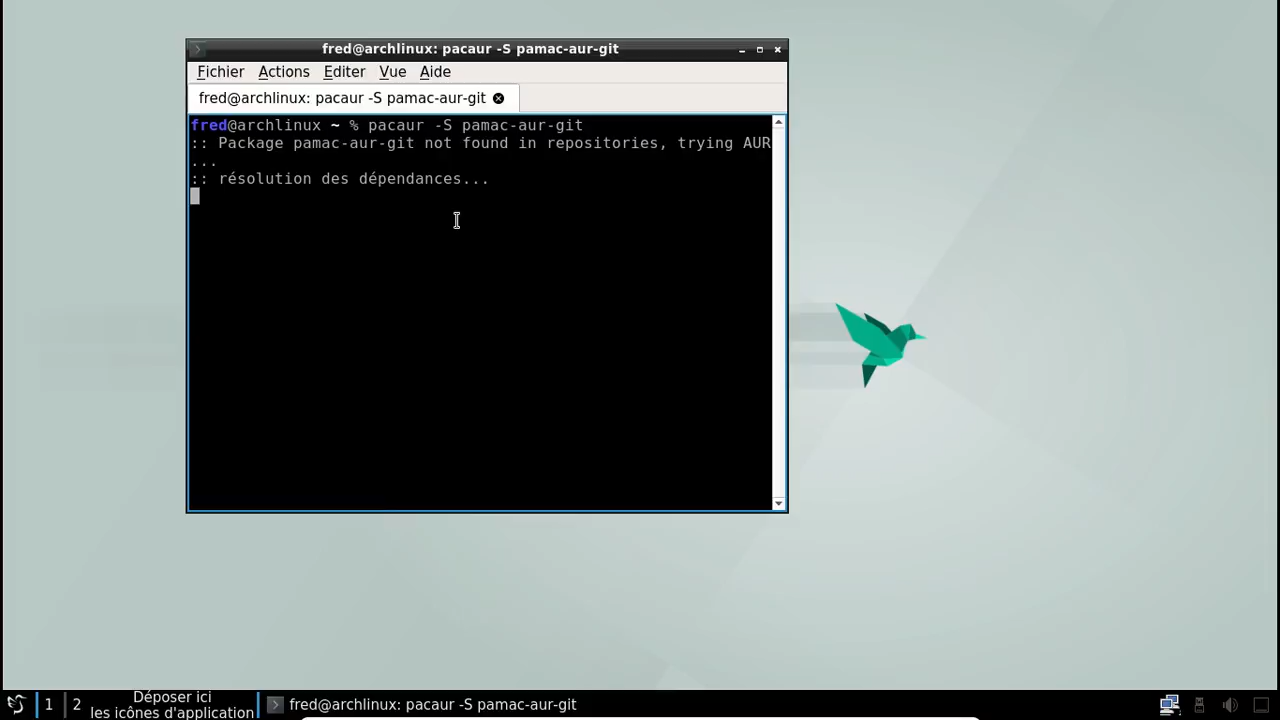 fred@archlinux: pacaur -S pamac-aur-git
Fichier Actions Editer Vue Aide
fred@archlinux: pacaur -S pamac-aur-git
fred@archlinux ~ % pacaur -S pamac-aur-git
:: Package pamac-aur-git not found in repositories, trying AUR
...
:: résolution des dépendances...
1 2 Déposer ici
les icônes d'application
fred@archlinux: pacaur -S pamac-aur-git